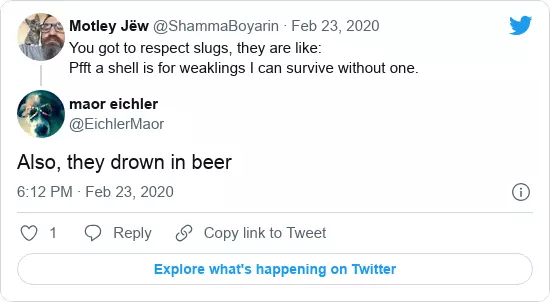 Motley Jëw @ShammaBoyarin · Feb 23, 2020
You got to respect slugs, they are like:
Pfft a shell is for weaklings I can survive without one.
maor eichler
@EichlerMaor
Also, they drown in beer
6:12 PM · Feb 23, 2020
1 Reply Copy link to Tweet
Explore what's happening on Twitter